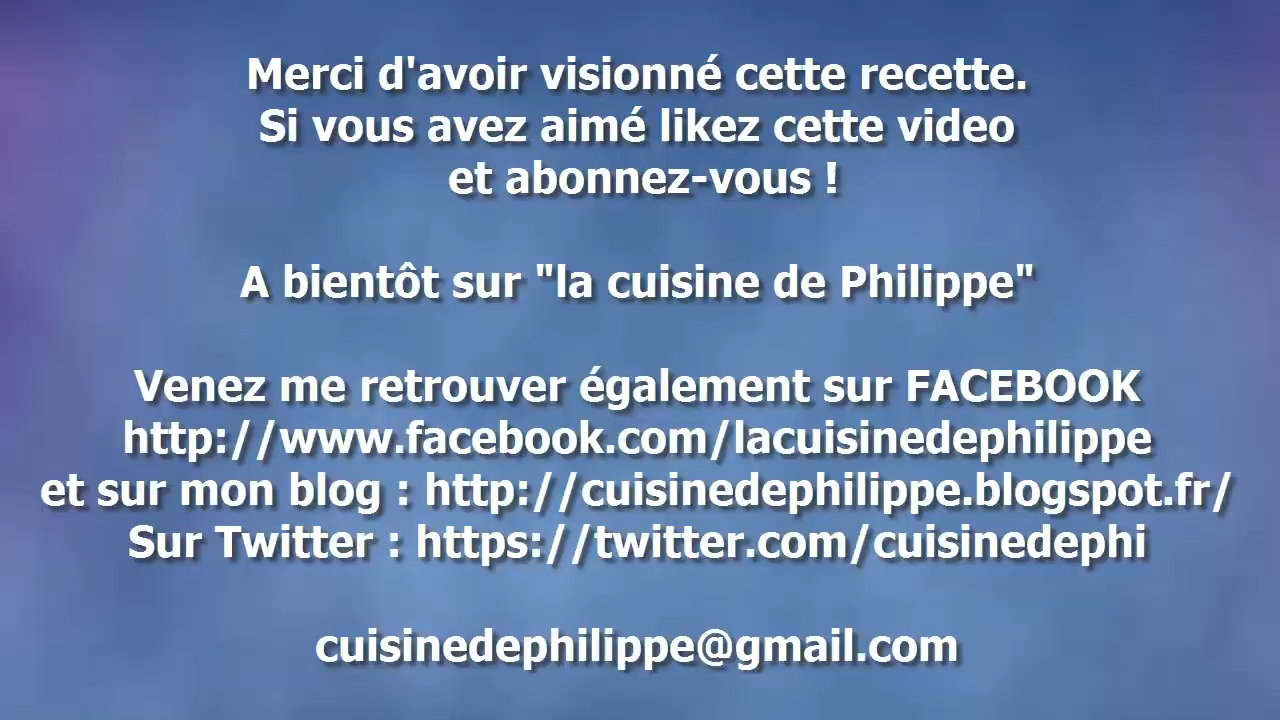 Merci d'avoir visionné cette recette.
Si vous avez aimé likez cette video
et abonnez-vous !
A bientôt sur "la cuisine de Philippe"
Venez me retrouver également sur FACEBOOK
http://www.facebook.com/lacuisinedephilippe
et sur mon blog : http://cuisinedephilippe.blogspot.fr/
Sur Twitter : https://twitter.com/cuisinedephi
cuisinedephilippe@gmail.com